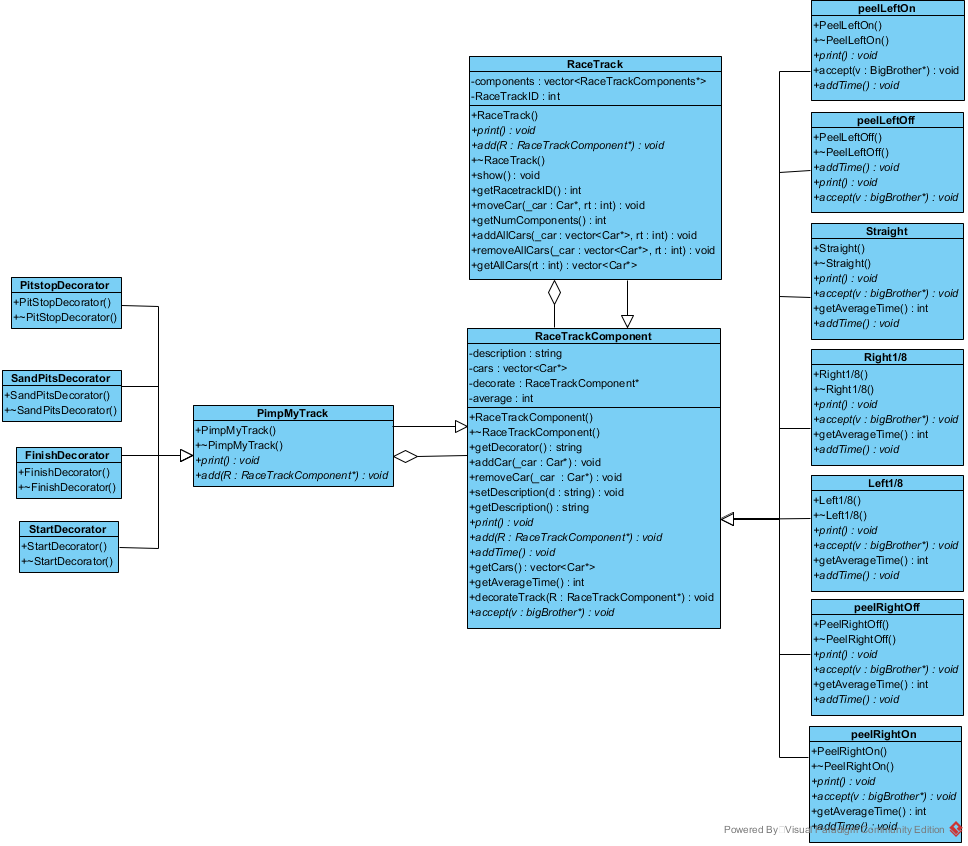 peelLeftOn
+PeelLeftOn()
+~PeelLeftOn()
+print() : void
+accept(v : BigBrother*) : void
+addTime() : void
peelLeftOff
+PeelLeftOff()
+~PeelLeftOff()
+addTime() : void
+print() : void
+accept(v : bigBrother*) : void
Straight
+Straight()
+~Straight()
+print() : void
+accept(v : bigBrother*) : void
+getAverageTime() : int
+addTime() : void
Right1/8
+Right1/8()
+~Right1/8()
+print() : void
+accept(v : bigBrother*) : void
+getAverageTime() : int
+addTime() : void
Left1/8
+Left1/8()
+~Left1/8()
+print() : void
+accept(v : bigBrother*) : void
+getAverageTime() : int
+addTime() : void
peelRightOff
+PeelRightOff()
+~PeelRightOff()
+print() : void
+accept(v : bigBrother*) : void
+getAverageTime() : int
+addTime() : void
peelRightOn
+PeelRightOn()
+~PeelRightOn()
+print() : void
+accept(v : bigBrother*) : void
+getAverageTime() : int
+addTime() : void
RaceTrack
-components : vector<RaceTrackComponents*>
-RaceTrackID : int
+RaceTrack()
+print() : void
+add(R : RaceTrackComponent*) : void
+~RaceTrack()
+show() : void
+getRacetrackID() : int
+moveCar(_car : Car*, rt : int) : void
+getNumComponents() : int
+addAllCars(_car : vector<Car*>, rt : int) : void
+removeAllCars(_car : vector<Car*>, rt : int) : void
+getAllCars(rt : int) : vector<Car*>
RaceTrackComponent
-description : string
-cars : vector<Car*>
-decorate : RaceTrackComponent*
-average : int
+RaceTrackComponent()
+~RaceTrackComponent()
+getDecorator() : string
+addCar(_car : Car*) : void
+removeCar(_car : Car*) : void
+setDescription(d : string) : void
+getDescription() : string
+print() : void
+add(R : RaceTrackComponent*) : void
+addTime() : void
+getCars() : vector<Car*>
+getAverageTime() : int
+decorateTrack(R : RaceTrackComponent*) : void
+accept(v : bigBrother*) : void
PitstopDecorator
+PitStopDecorator()
+~PitStopDecorator()
SandPitsDecorator
+SandPitsDecorator()
+~SandPitsDecorator()
FinishDecorator
+FinishDecorator()
+~FinishDecorator()
StartDecorator
+StartDecorator()
+~StartDecorator()
PimpMyTrack
+PimpMyTrack()
+~PimpMyTrack()
+print() : void
+add(R : RaceTrackComponent*) : void
Powered By Visual Paradigm Community Edition